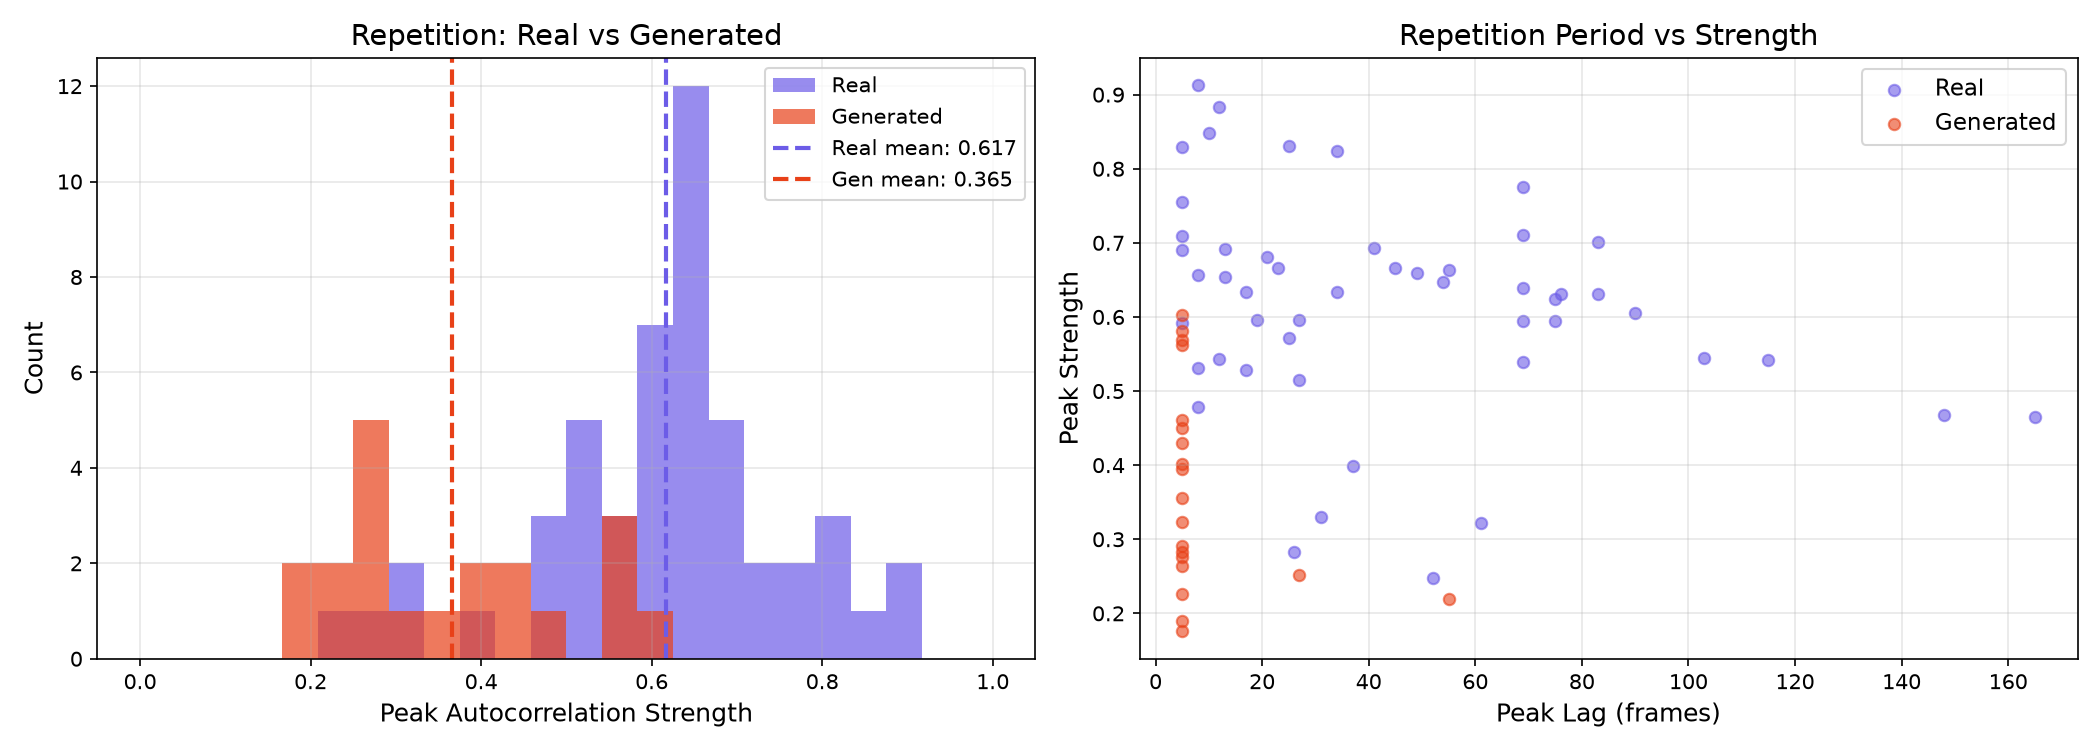 Repetition: Real vs Generated
Real
Generated
Real mean: 0.617
Gen mean: 0.365
Count
12
10
8
6
4
2
0
0.0 0.2 0.4 0.6 0.8 1.0
Peak Autocorrelation Strength
Repetition Period vs Strength
Real
Generated
Peak Strength
0.9
0.8
0.7
0.6
0.5
0.4
0.3
0.2
0 20 40 60 80 100 120 140 160
Peak Lag (frames)